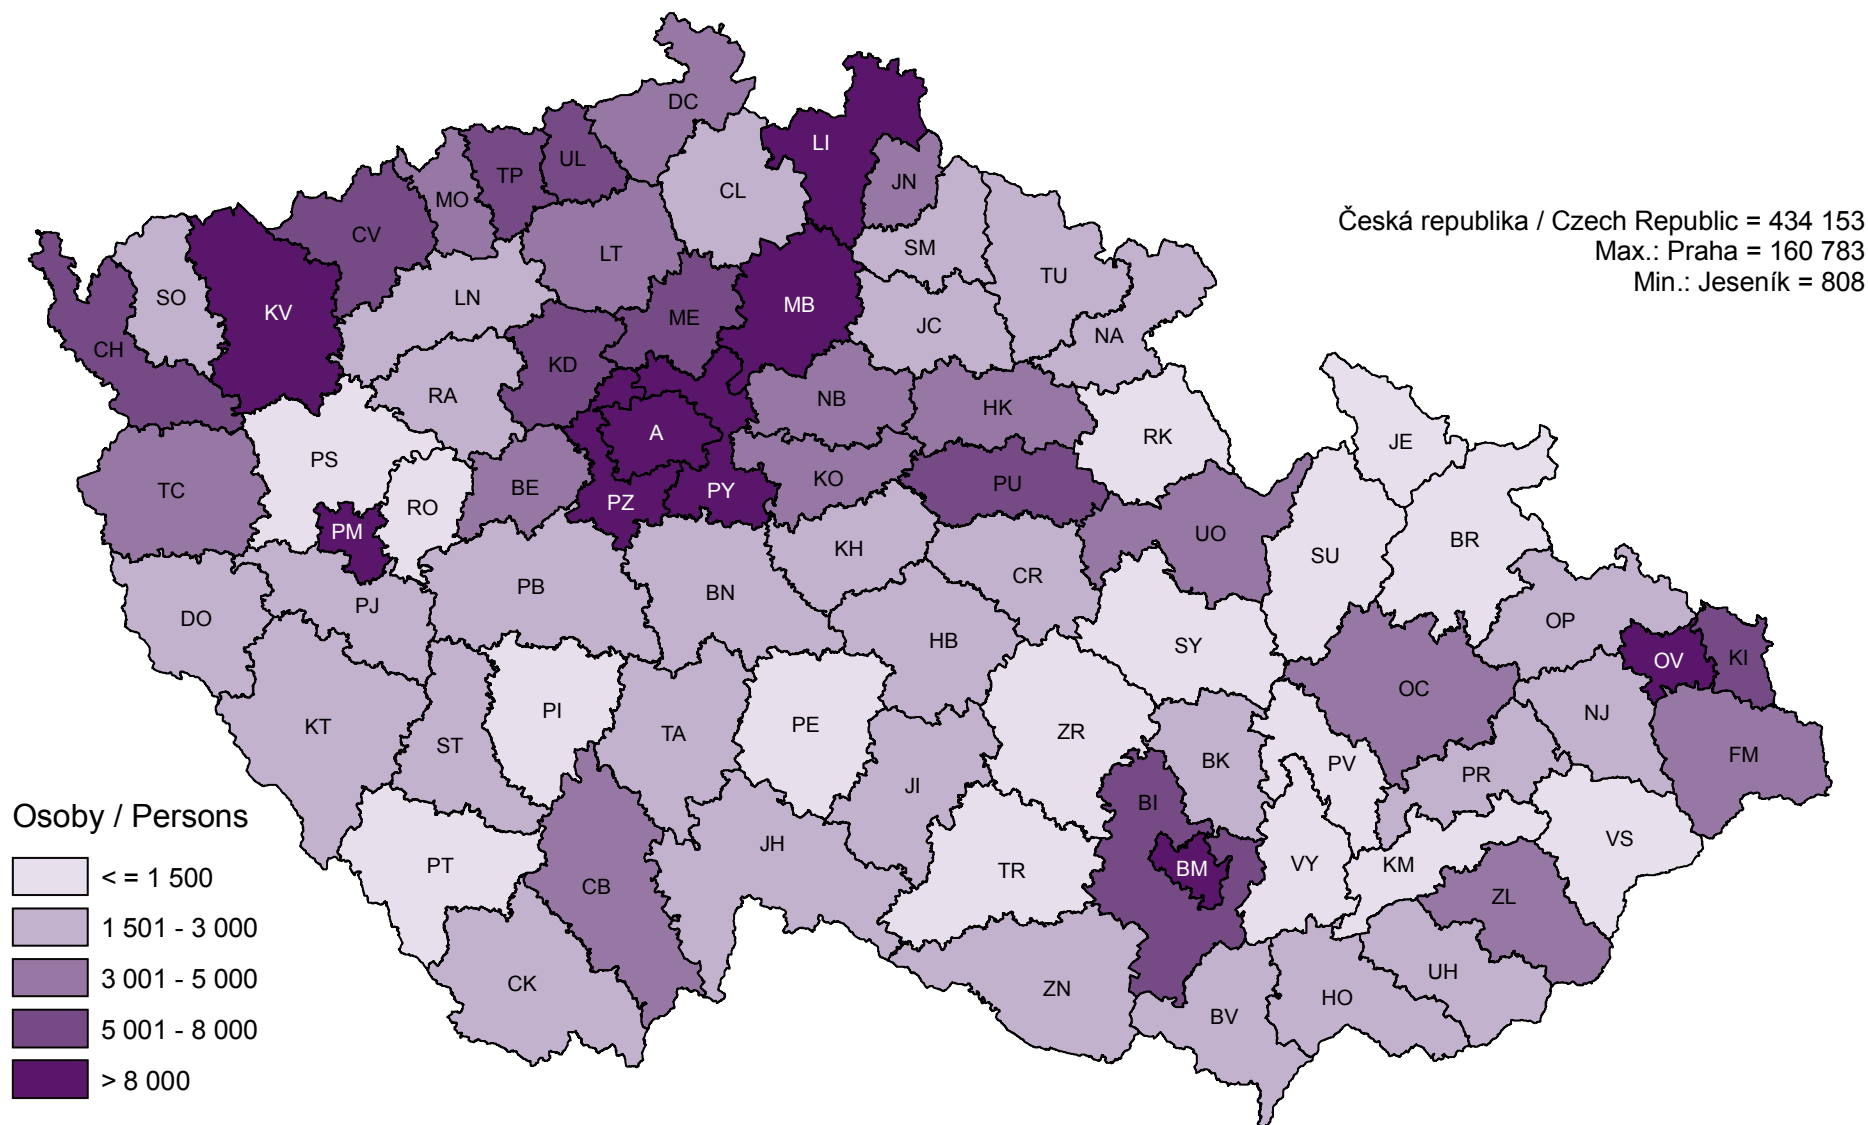 DC
LI
UL
TP
JN
CL
MO
CV
LT
SM
TU
Česká republika / Czech Republic = 434 153
Max.: Praha = 160 783
Min.: Jeseník = 808
SO
LN
KV
ME
MB
JC
NA
CH
KD
RA
NB
HK
A
RK
JE
PS
TC
BE
KO
PU
PY
PZ
RO
PM
UO
BR
SU
KH
CR
PB
BN
PJ
DO
HB
OP
SY
OV
KI
OC
KT
PI
ST
TA
PE
ZR
NJ
BK
PV
PR
FM
JI
BI
Osoby / Persons
<= 1 500
1 501 - 3 000
3 001 - 5 000
5 001 - 8 000
> 8 000
PT
JH
CB
TR
BM
VY
KM
VS
ZL
CK
ZN
UH
HO
BV